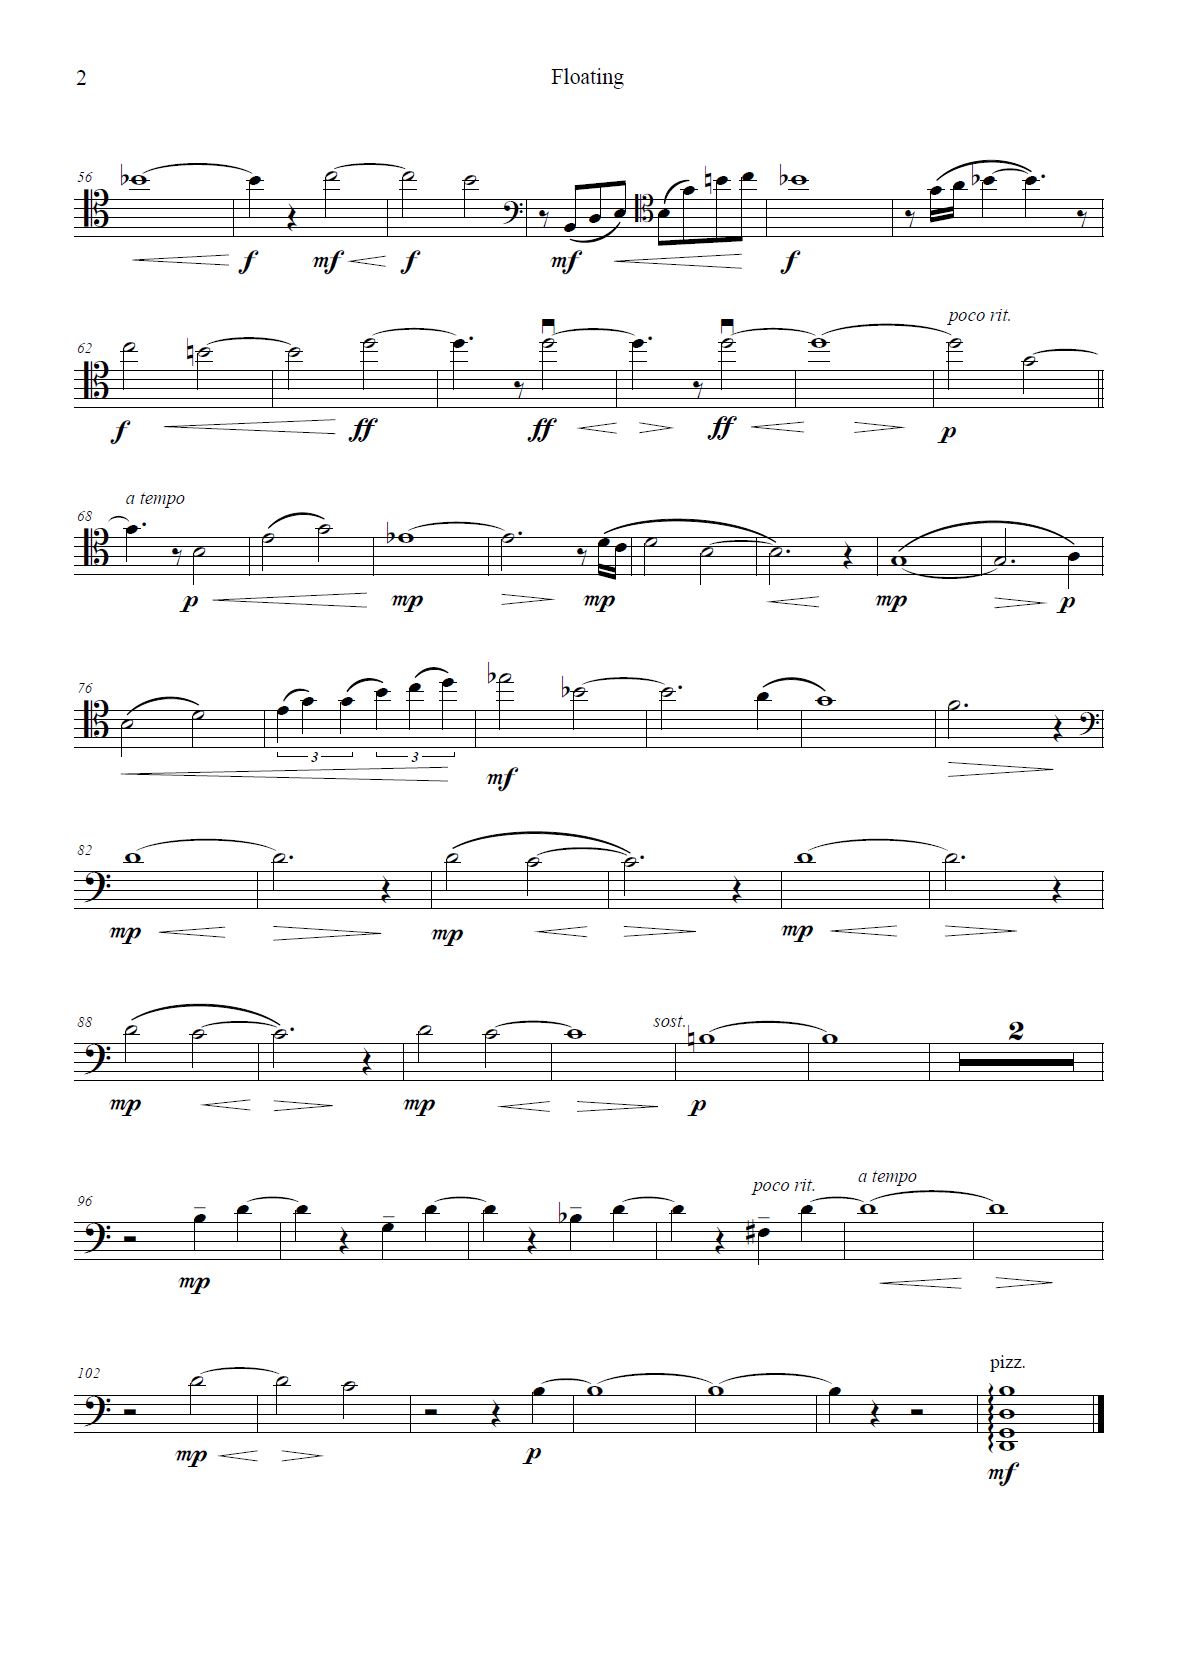 2 Floating
56
f mf f mf f
poco rit.
62
f ff ff ff p
a tempo
68
p mp mp mp p
76
3 3
mf
82
mp mp mp
88
sost. 2
mp mp p
poco rit. a tempo
96
mp
pizz.
102
mp p mf